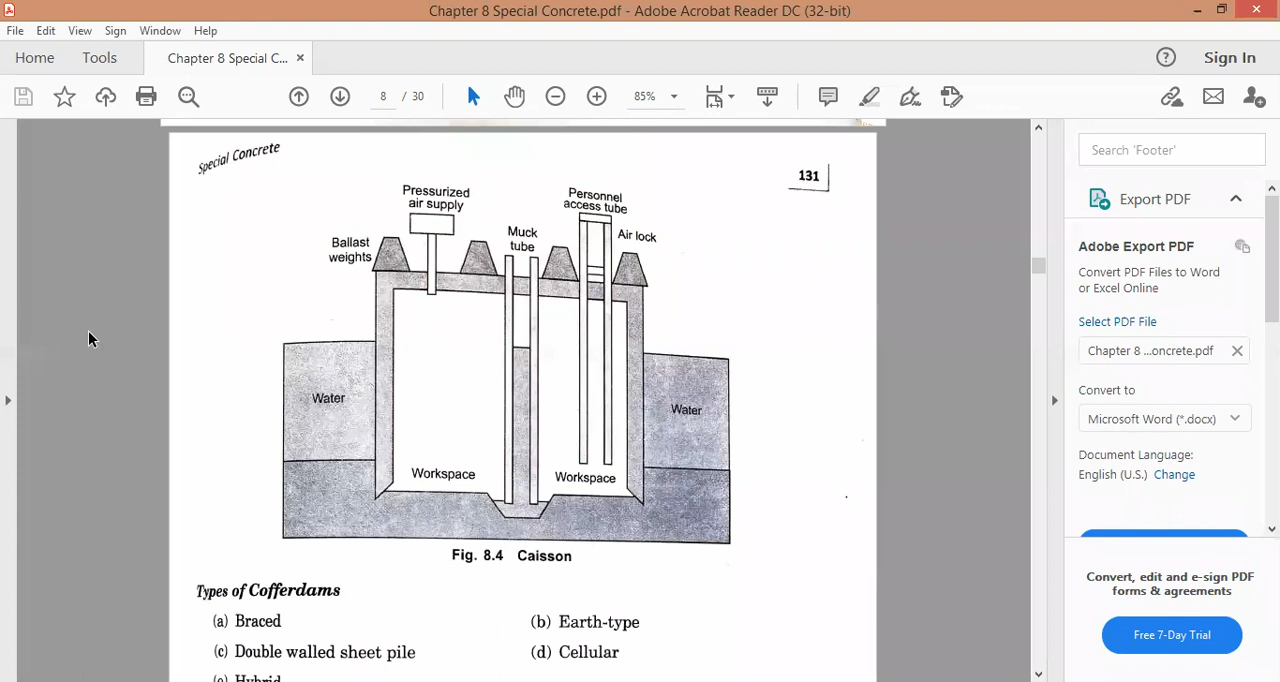 Chapter 8 Special Concrete.pdf - Adobe Acrobat Reader DC (32-bit)
File Edit View Sign Window Help
Home Tools Chapter 8 Special C... ×
Sign In
8 / 30 85%
Special Concrete
131
Pressurized
air supply
Personnel
access tube
Muck
tube
Air lock
Ballast
weights
Water
Water
Workspace
Workspace
Fig. 8.4 Caisson
Types of Cofferdams
(a) Braced (b) Earth-type
(c) Double walled sheet pile (d) Cellular
(e) Hybrid
Search 'Footer'
Export PDF
Adobe Export PDF
Convert PDF Files to Word
or Excel Online
Select PDF File
Chapter 8 ...oncrete.pdf
Convert to
Microsoft Word (*.docx)
Document Language:
English (U.S.) Change
Convert, edit and e-sign PDF
forms & agreements
Free 7-Day Trial